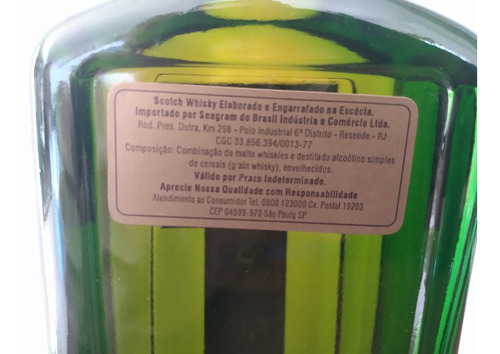 Scotch Whisky Elaborado e Engarrafado na Escócia.
Importado por Seagram do Brasil Indústria e Comércio Ltda.
Rod. Pres. Dutra, Km 298 - Polo Industrial 6º Distrito - Resende - RJ
CGC 33.856.394/0013-77
Composição: Combinação de malte whiskies e destilado alcoólico simples
de cereais (grain whisky), envelhecidos.
Válido por Prazo Indeterminado.
Aprecie Nossa Qualidade com Responsabilidade
Atendimento ao Consumidor Tel. 0800 123000 Cx. Postal 19203
CEP 04599-970 São Paulo SP